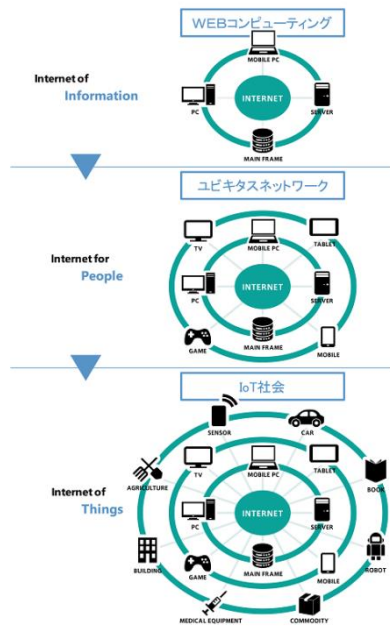 WEBコンピューティング
MOBILE PC
Internet of
Information
PC
INTERNET
SERVER
MAIN FRAME
ユビキタスネットワーク
TV
MOBILE PC
TABLET
Internet for
People
PC
INTERNET
SERVER
GAME
MAIN FRAME
MOBILE
IoT社会
SENSOR
CAR
TV
MOBILE PC
TABLET
AGRICULTURE
BOOK
Internet of
Things
PC
INTERNET
SERVER
BUILDING
GAME
MAIN FRAME
MOBILE
ROBOT
MEDICAL EQUIPMENT
COMMODITY